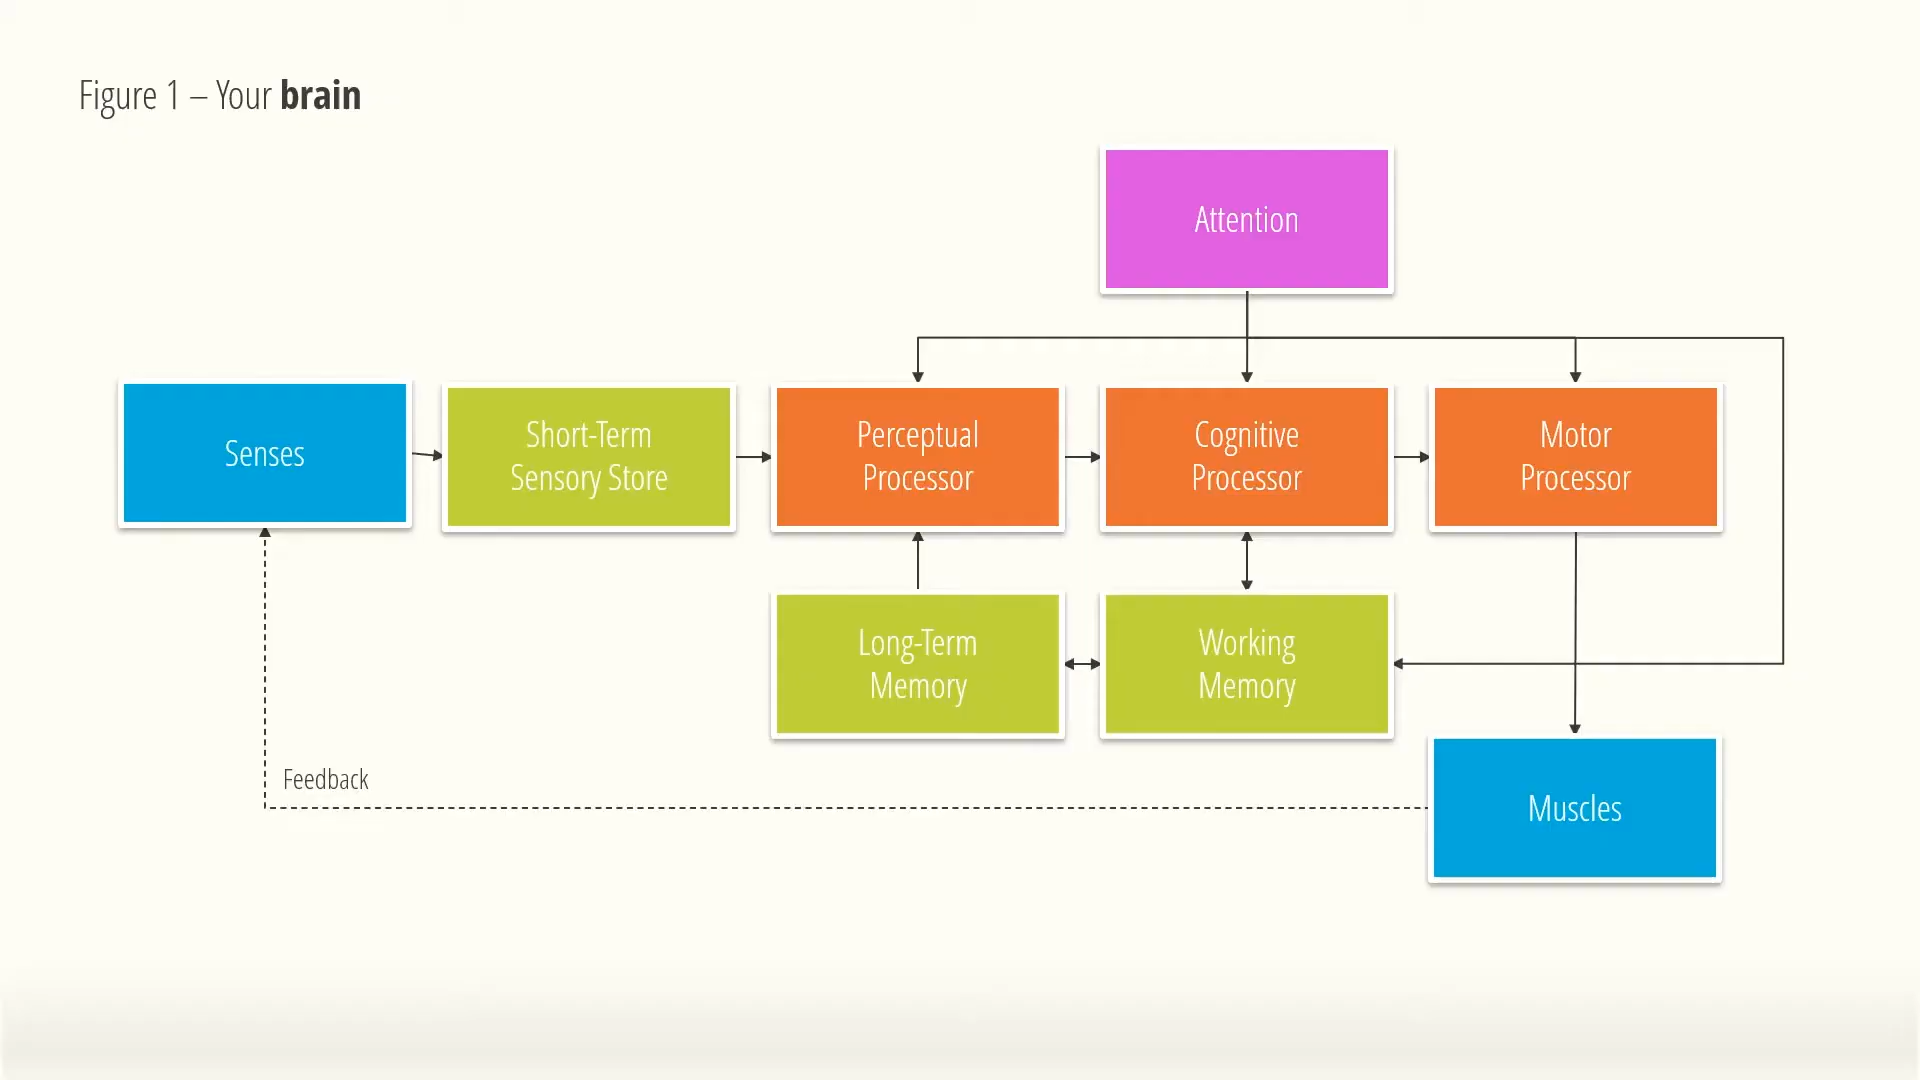 Figure 1 – Your brain
Attention
Senses
Short-Term
Sensory Store
Perceptual
Processor
Cognitive
Processor
Motor
Processor
Long-Term
Memory
Working
Memory
Feedback
Muscles